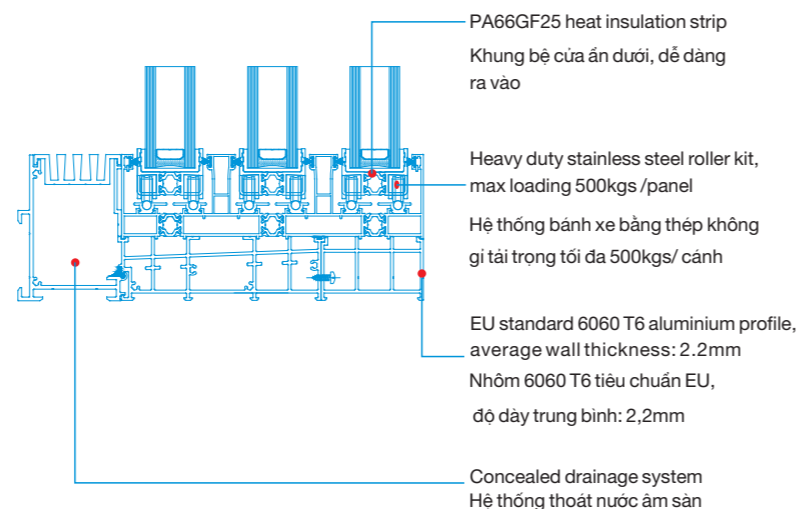 PA66GF25 heat insulation strip
Khung bệ cửa ẩn dưới, dễ dàng
ra vào
Heavy duty stainless steel roller kit,
max loading 500kgs /panel
Hệ thống bánh xe bằng thép không
gỉ tải trọng tối đa 500kgs/ cánh
EU standard 6060 T6 aluminium profile,
average wall thickness: 2.2mm
Nhôm 6060 T6 tiêu chuẩn EU,
độ dày trung bình: 2,2mm
Concealed drainage system
Hệ thống thoát nước âm sàn